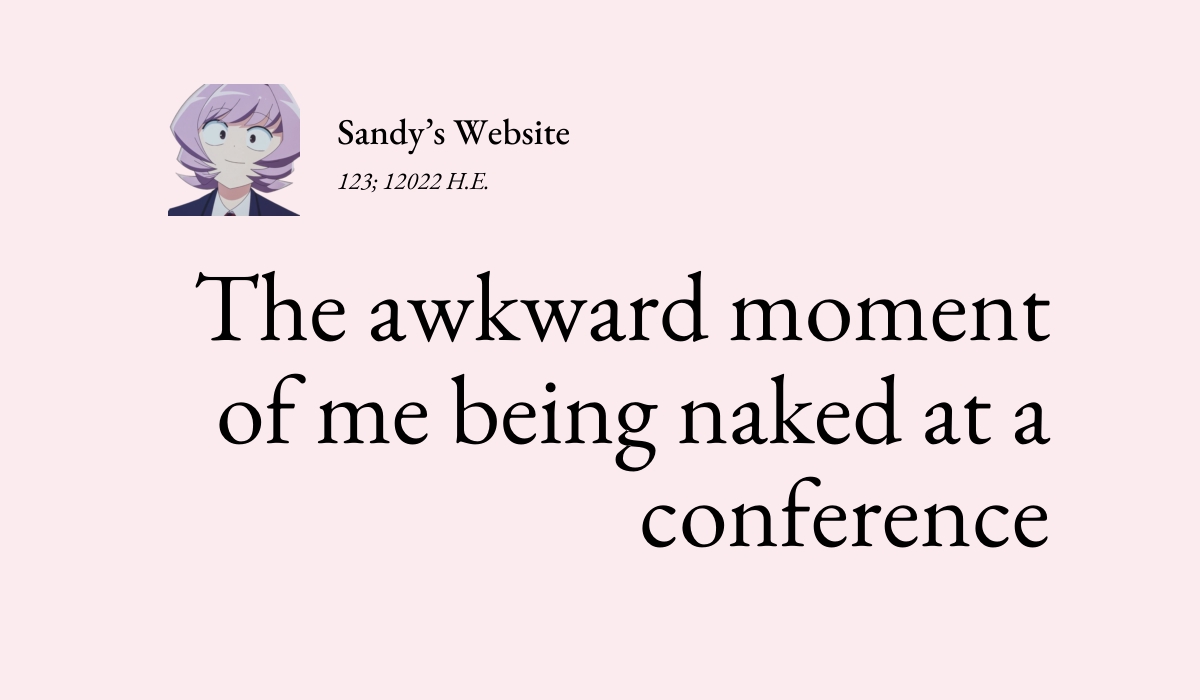 Sandy’s Website
123; 12022 H.E.
The awkward moment
of me being naked at a
conference